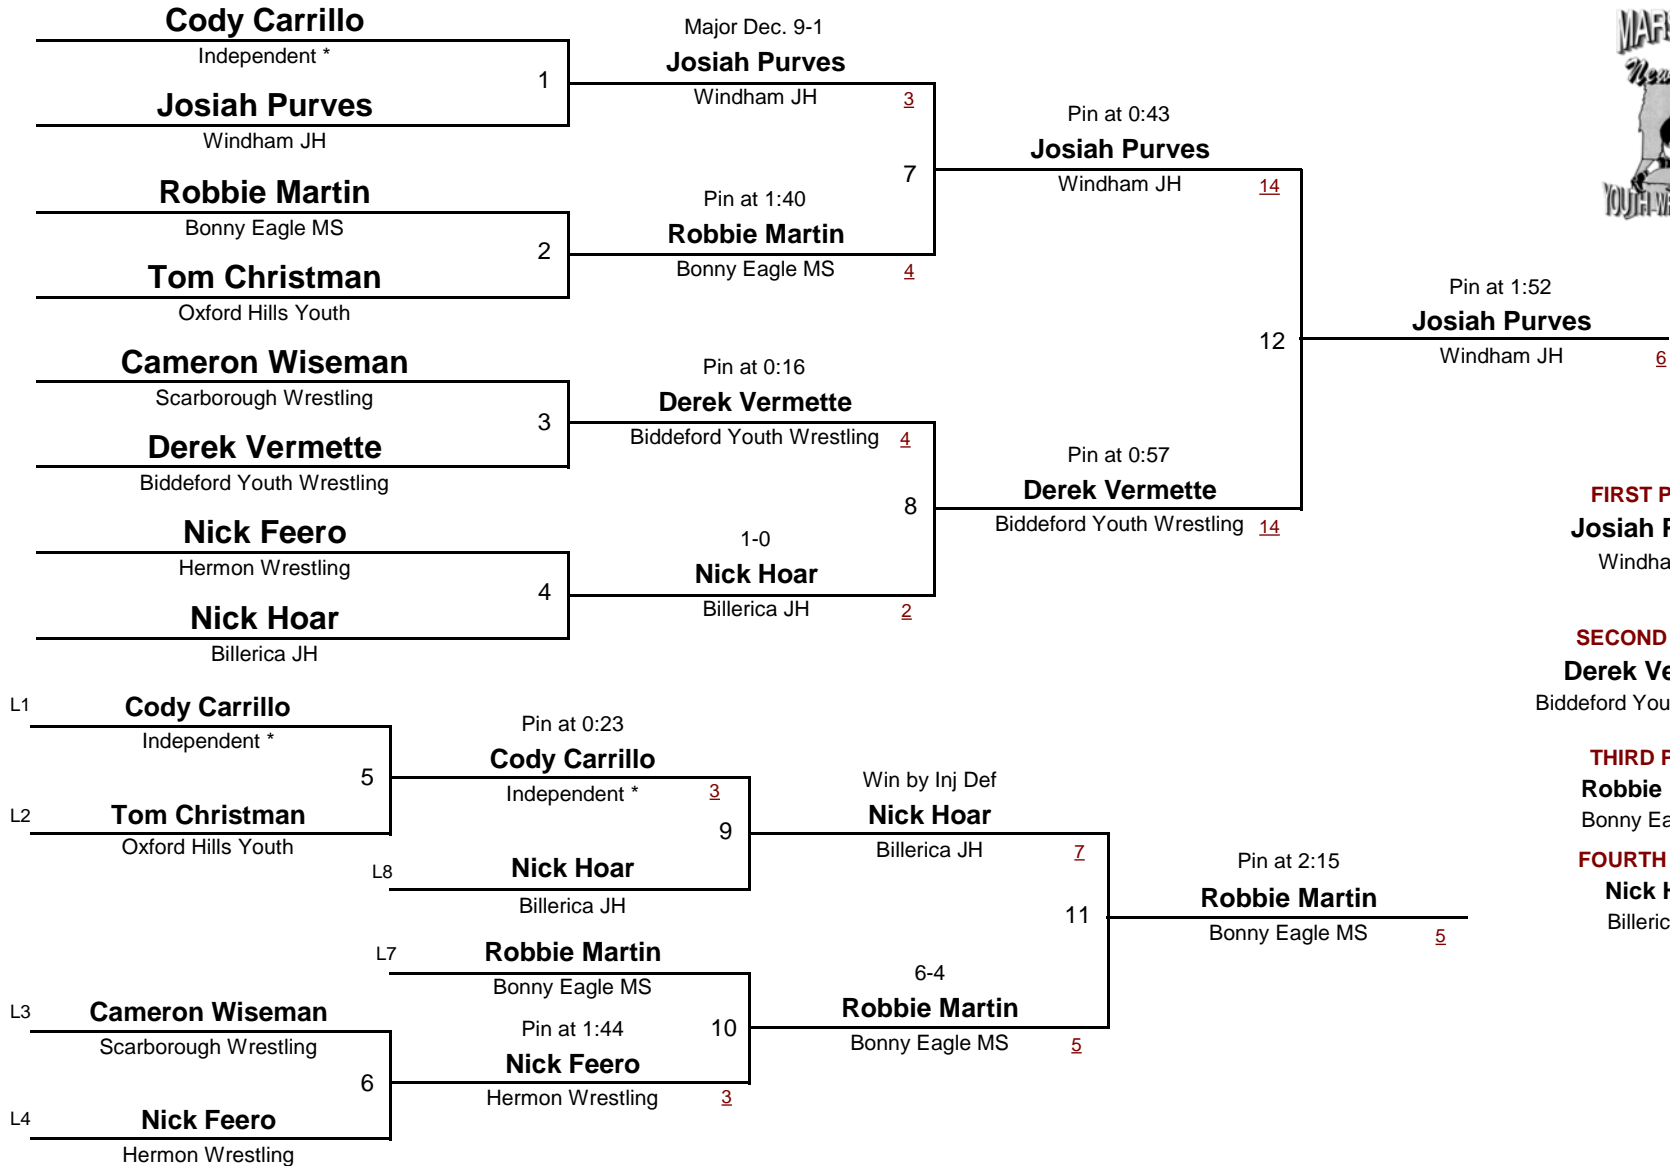 Cody Carrillo
Independent *
1
Josiah Purves
Windham JH
Major Dec. 9-1
Josiah Purves
Windham JH
3
Robbie Martin
Bonny Eagle MS
2
Tom Christman
Oxford Hills Youth
Pin at 1:40
Robbie Martin
Bonny Eagle MS
4
7
Pin at 0:43
Josiah Purves
Windham JH
14
Cameron Wiseman
Scarborough Wrestling
3
Derek Vermette
Biddeford Youth Wrestling
Pin at 0:16
Derek Vermette
Biddeford Youth Wrestling
4
Nick Feero
Hermon Wrestling
4
Nick Hoar
Billerica JH
1-0
Nick Hoar
Billerica JH
2
8
Pin at 0:57
Derek Vermette
Biddeford Youth Wrestling
14
12
Pin at 1:52
Josiah Purves
Windham JH
6
FIRST P
Josiah P
Windha
SECOND
Derek Ve
Biddeford You
THIRD P
Robbie
Bonny Ea
FOURTH
Nick H
Billeric
L1
Cody Carrillo
Independent *
5
L2
Tom Christman
Oxford Hills Youth
Pin at 0:23
Cody Carrillo
Independent *
3
9
L8
Nick Hoar
Billerica JH
Win by Inj Def
Nick Hoar
Billerica JH
7
L7
Robbie Martin
Bonny Eagle MS
10
L3
Cameron Wiseman
Scarborough Wrestling
6
L4
Nick Feero
Hermon Wrestling
Pin at 1:44
Nick Feero
Hermon Wrestling
3
6-4
Robbie Martin
Bonny Eagle MS
5
11
Pin at 2:15
Robbie Martin
Bonny Eagle MS
5